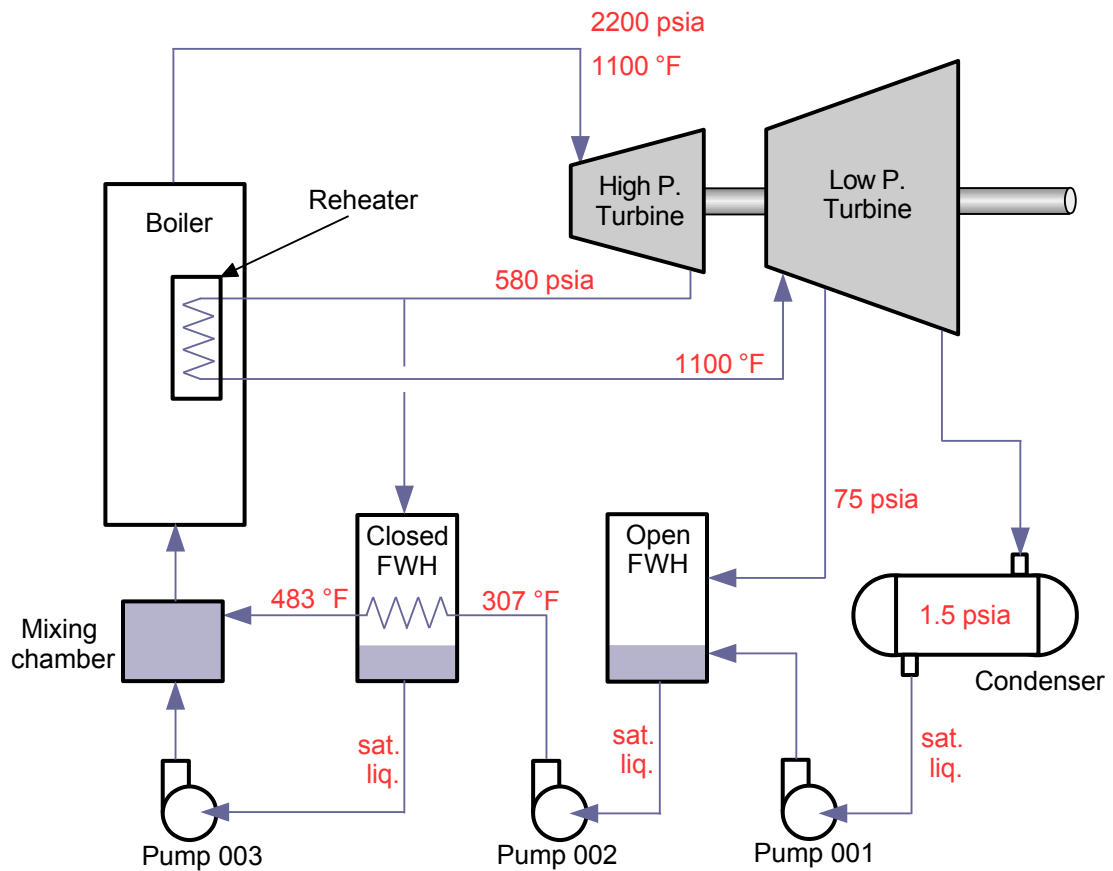 2200 psia
1100 °F
High P.
Turbine
Low P.
Turbine
Reheater
Boiler
580 psia
1100 °F
75 psia
Closed
FWH
Open
FWH
483 °F
307 °F
1.5 psia
Mixing
chamber
Condenser
sat.
liq.
sat.
liq.
sat.
liq.
Pump 003
Pump 002
Pump 001